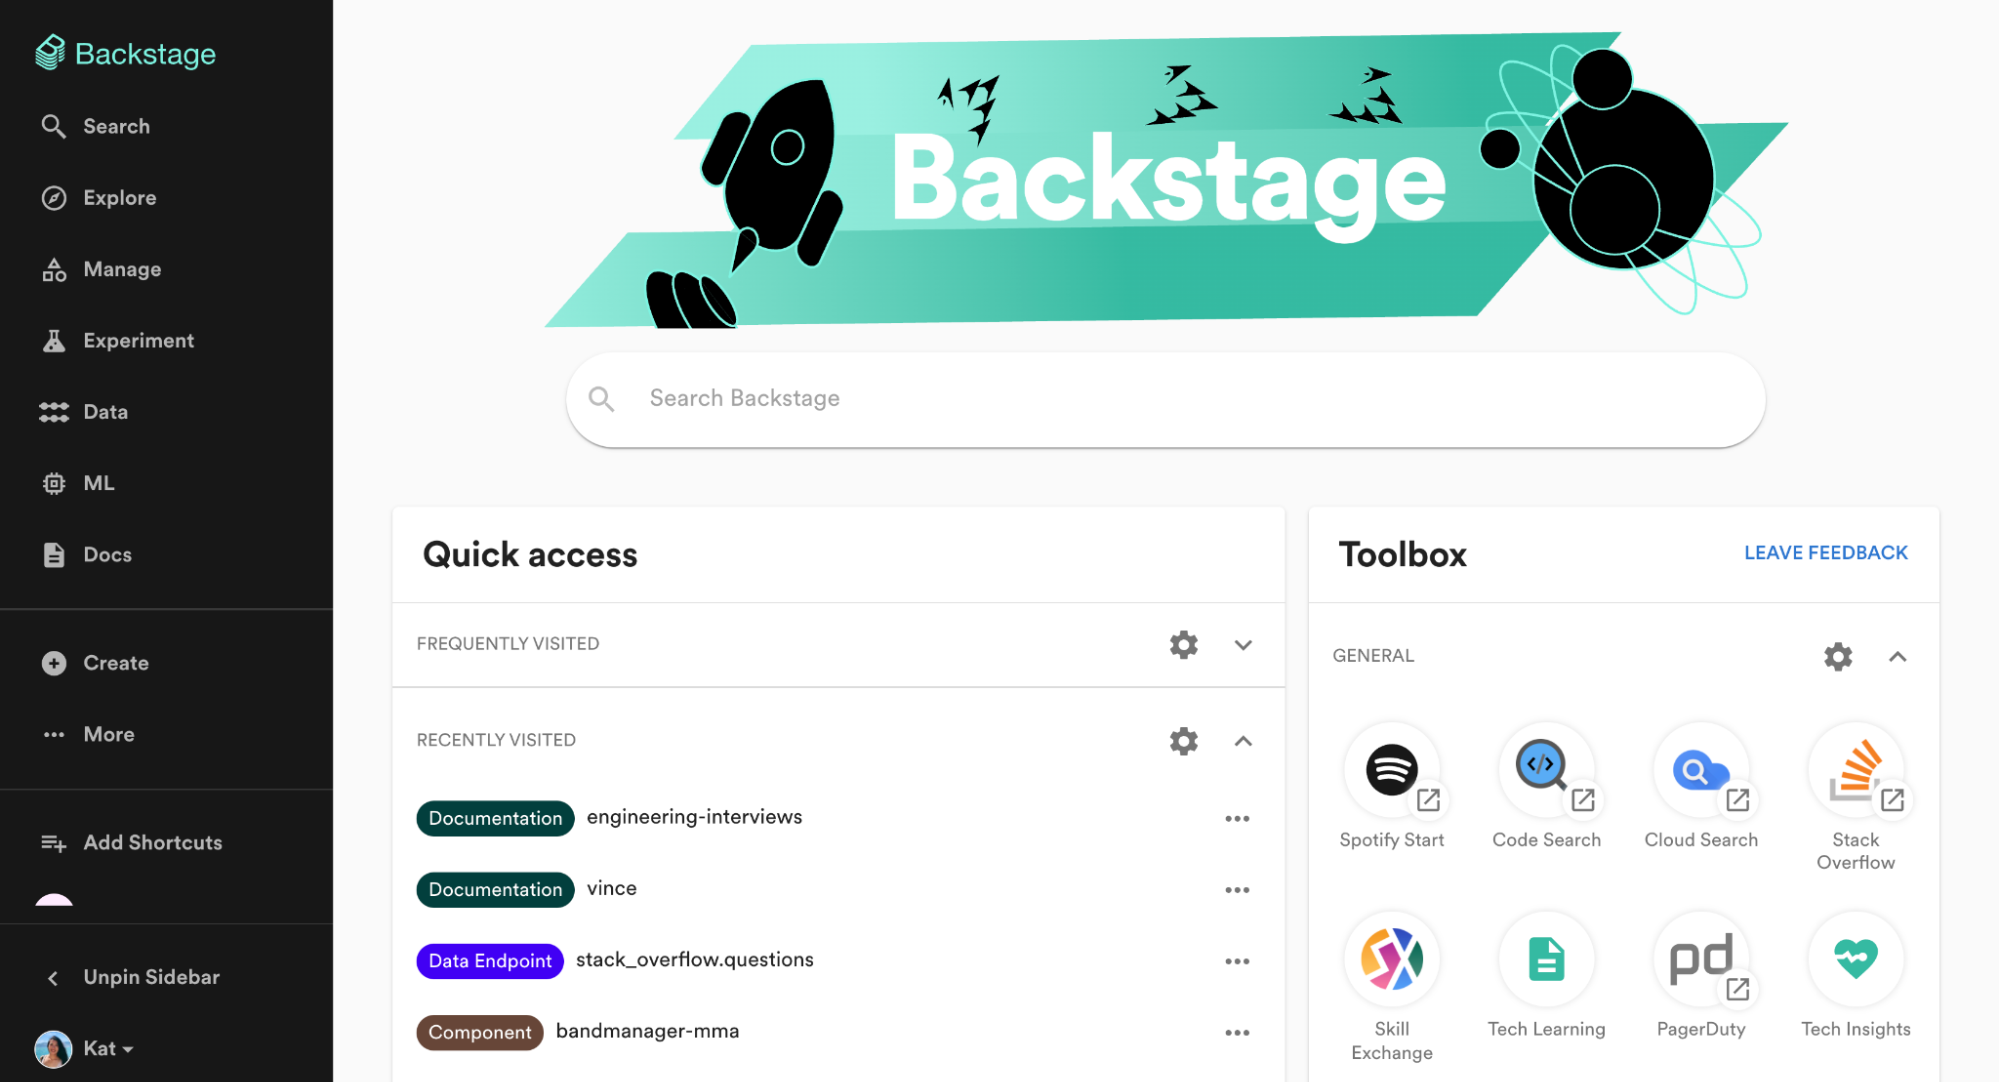 Backstage
Search
Explore
Manage
Experiment
Data
ML
Docs
Create
More
Add Shortcuts
Unpin Sidebar
Kat
Backstage
Search Backstage
Quick access
FREQUENTLY VISITED
RECENTLY VISITED
Documentation engineering-interviews
Documentation vince
Data Endpoint stack_overflow.questions
Component bandmanager-mma
Toolbox
LEAVE FEEDBACK
GENERAL
Spotify Start
Code Search
Cloud Search
Stack
Overflow
Skill
Exchange
Tech Learning
pd
PagerDuty
Tech Insights